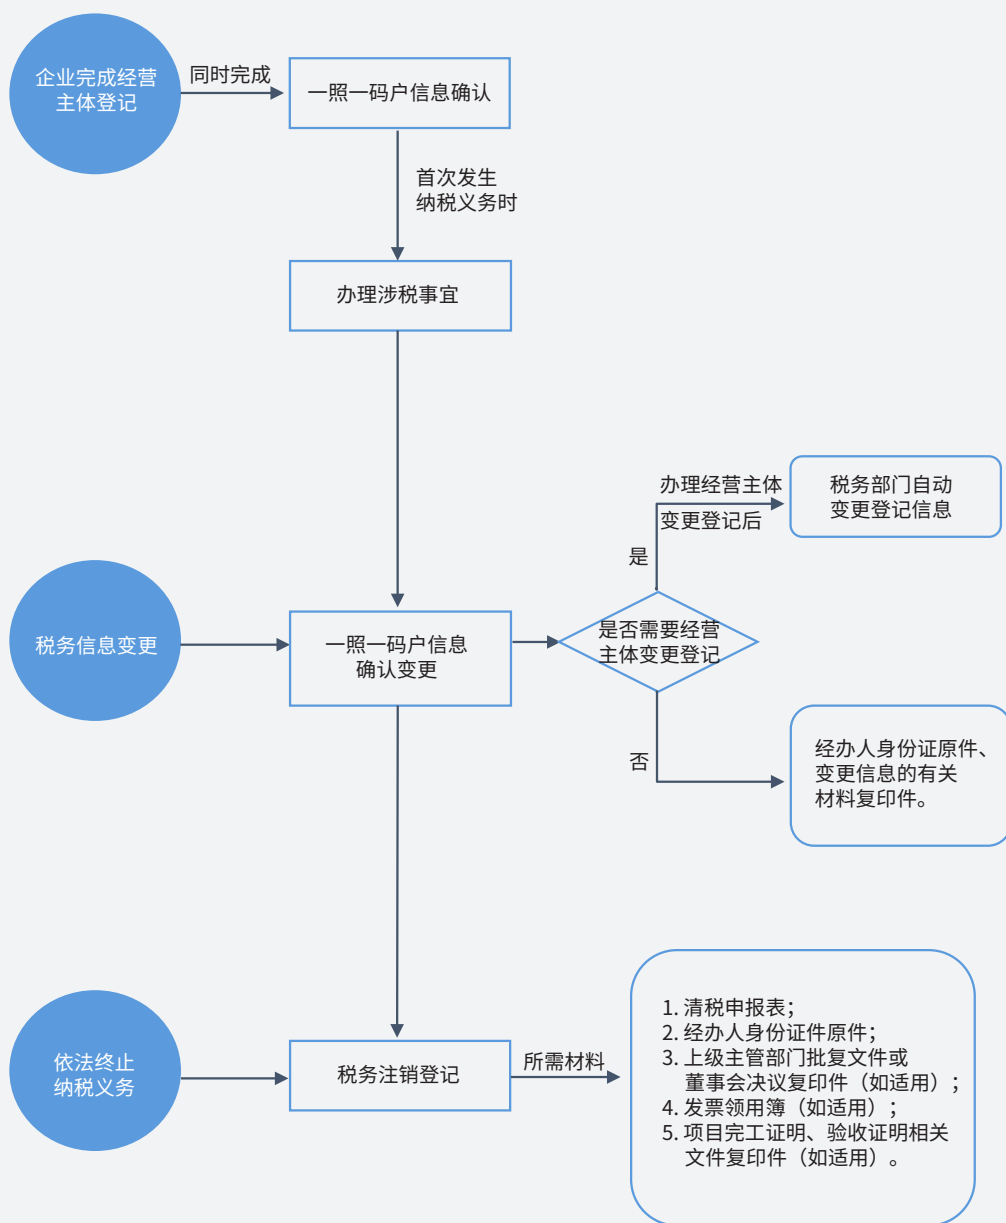 企业完成经营
主体登记
同时完成
一照一码户信息确认
首次发生
纳税义务时
办理涉税事宜
办理经营主体
变更登记后
税务部门自动
变更登记信息
是
税务信息变更
一照一码户信息
确认变更
是否需要经营
主体变更登记
否
经办人身份证原件、
变更信息的有关
材料复印件。
依法终止
纳税义务
税务注销登记
所需材料
1. 清税申报表；
2. 经办人身份证件原件；
3. 上级主管部门批复文件或
董事会决议复印件（如适用）；
4. 发票领用簿（如适用）；
5. 项目完工证明、验收证明相关
文件复印件（如适用）。